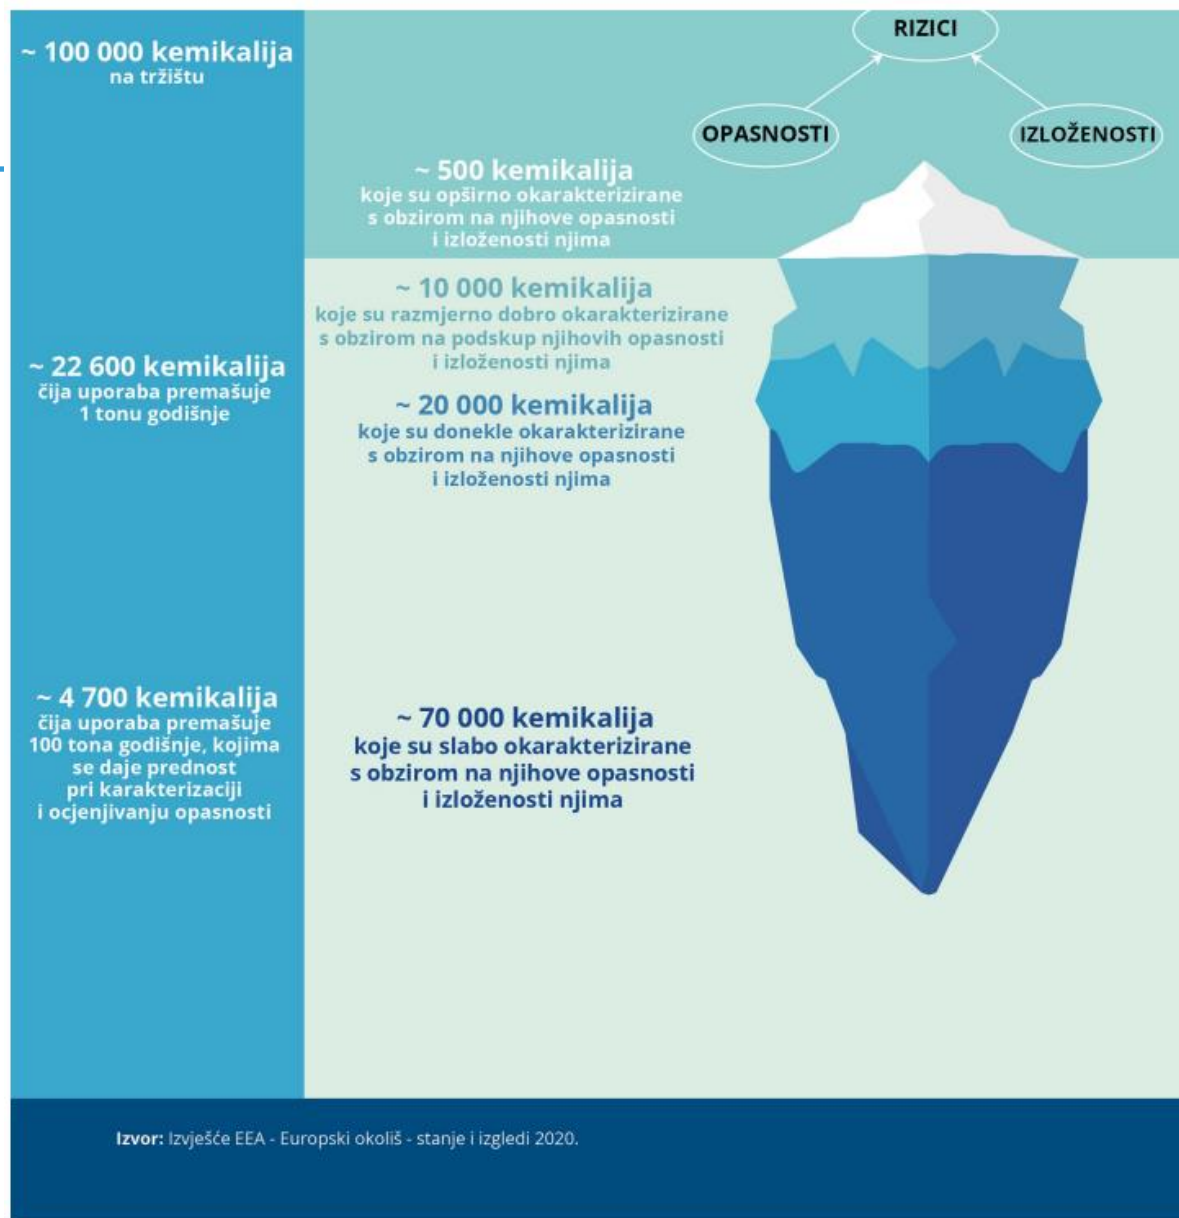 ~ 100 000 kemikalija
na tržištu
~ 22 600 kemikalija
čija uporaba premašuje
1 tonu godišnje
~ 4 700 kemikalija
čija uporaba premašuje
100 tona godišnje, kojima
se daje prednost
pri karakterizaciji
i ocjenjivanju opasnosti
RIZICI
OPASNOSTI
IZLOŽENOSTI
~ 500 kemikalija
koje su opširno okarakterizirane
s obzirom na njihove opasnosti
i izloženosti njima
~ 10 000 kemikalija
koje su razmjerno dobro okarakterizirane
s obzirom na podskup njihovih opasnosti
i izloženosti njima
~ 20 000 kemikalija
koje su donekle okarakterizirane
s obzirom na njihove opasnosti
i izloženosti njima
~ 70 000 kemikalija
koje su slabo okarakterizirane
s obzirom na njihove opasnosti
i izloženosti njima
Izvor: Izvješće EEA - Europski okoliš - stanje i izgledi 2020.